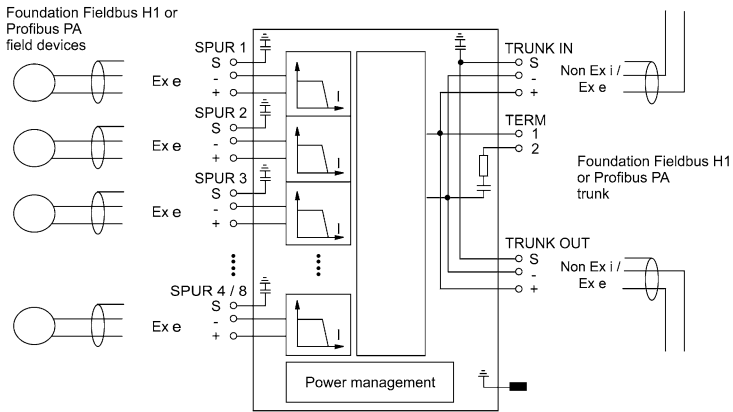 Foundation Fieldbus H1 or
Profibus PA
field devices
SPUR 1
S
-
+
Ex e
I
SPUR 2
S
-
+
Ex e
I
SPUR 3
S
-
+
Ex e
I
SPUR 4 / 8
S
-
+
Ex e
I
Power management
TRUNK IN
S
-
+
Non Ex i /
Ex e
TERM
1
2
Foundation Fieldbus H1
or Profibus PA
trunk
TRUNK OUT
S
-
+
Non Ex i /
Ex e